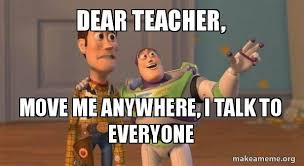 DEAR TEACHER,
MOVE ME ANYWHERE, I TALK TO
EVERYONE
makeameme.org